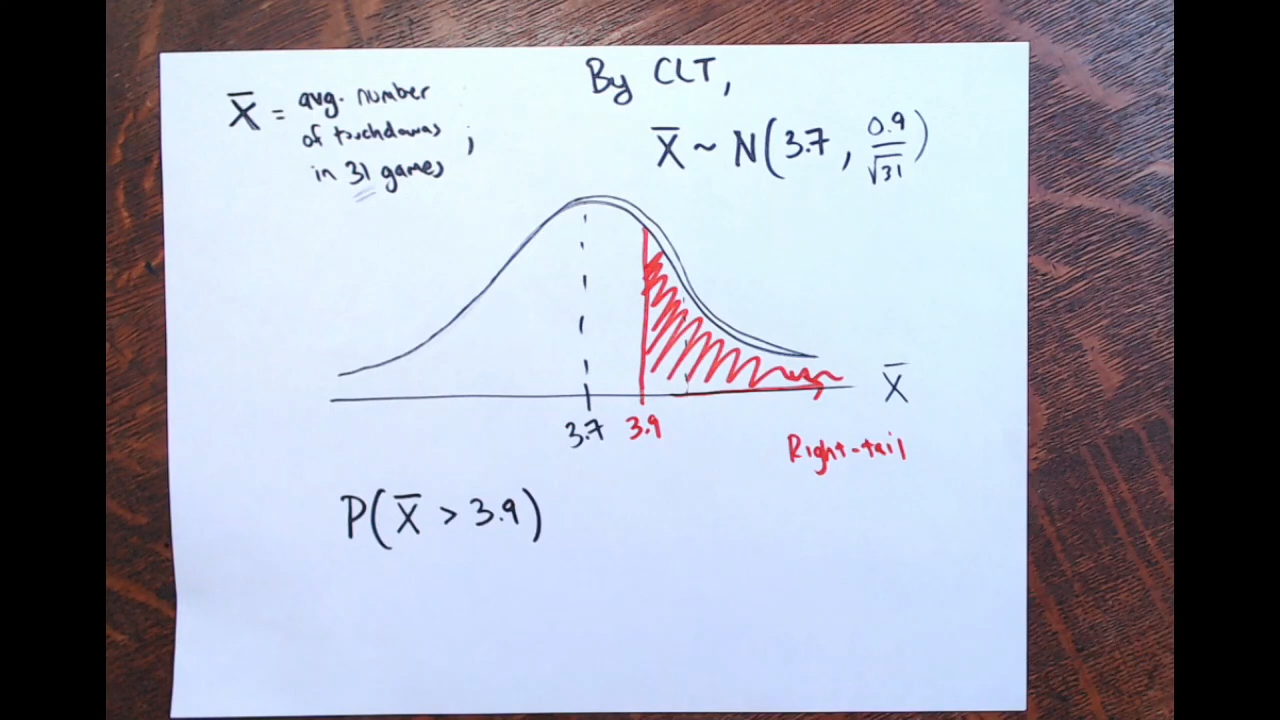 X̄ = avg. number
of touchdowns
in 31 games ;
By CLT,
X̄ ~ N(3.7, 0.9/√31)
3.7
3.9
X̄
Right-tail
P(X̄ > 3.9)